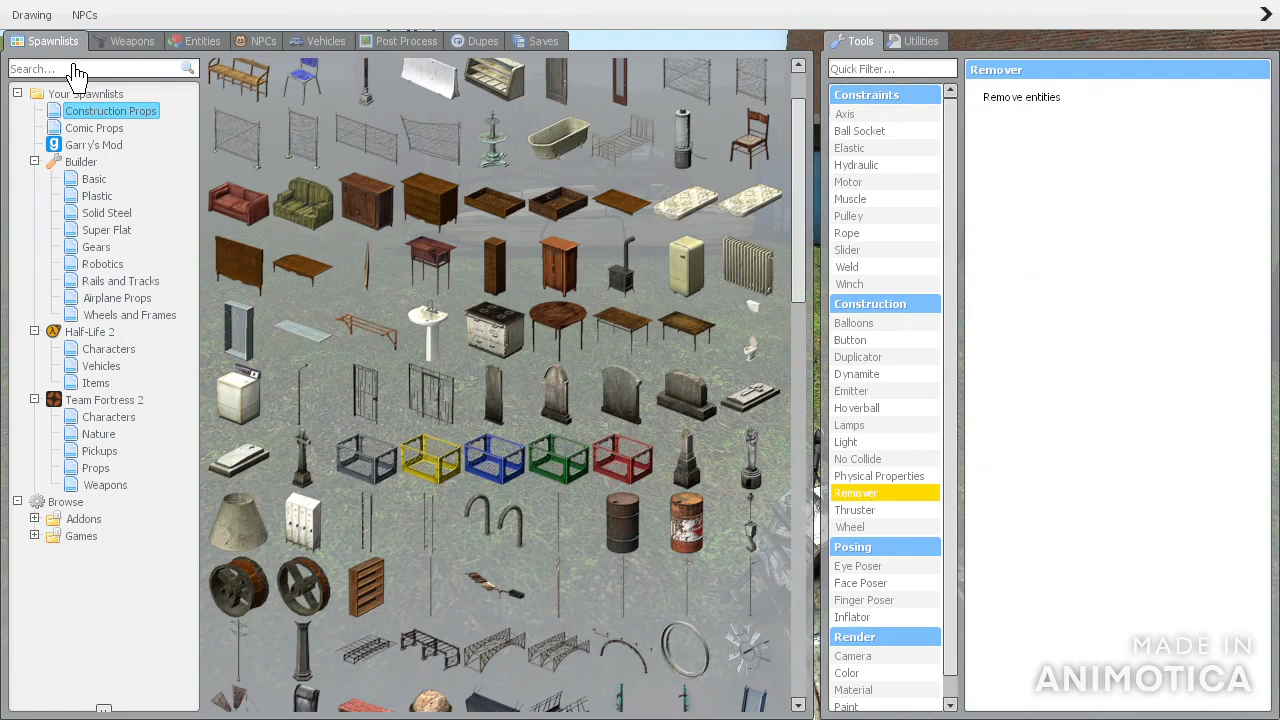 Drawing NPCs
Spawnlists Weapons Entities NPCs Vehicles Post Process Dupes Saves
Search...
Your Spawnlists
Construction Props
Comic Props
Garry's Mod
Builder
Basic
Plastic
Solid Steel
Super Flat
Gears
Robotics
Rails and Tracks
Airplane Props
Wheels and Frames
Half-Life 2
Characters
Vehicles
Items
Team Fortress 2
Characters
Nature
Pickups
Props
Weapons
Browse
Addons
Games
Tools Utilities
Quick Filter...
Constraints
Axis
Ball Socket
Elastic
Hydraulic
Motor
Muscle
Pulley
Rope
Slider
Weld
Winch
Construction
Balloons
Button
Duplicator
Dynamite
Emitter
Hoverball
Lamps
Light
No Collide
Physical Properties
Remover
Thruster
Wheel
Posing
Eye Poser
Face Poser
Finger Poser
Inflator
Render
Camera
Color
Material
Paint
Remover
Remove entities
MADE IN
ANIMOTICA